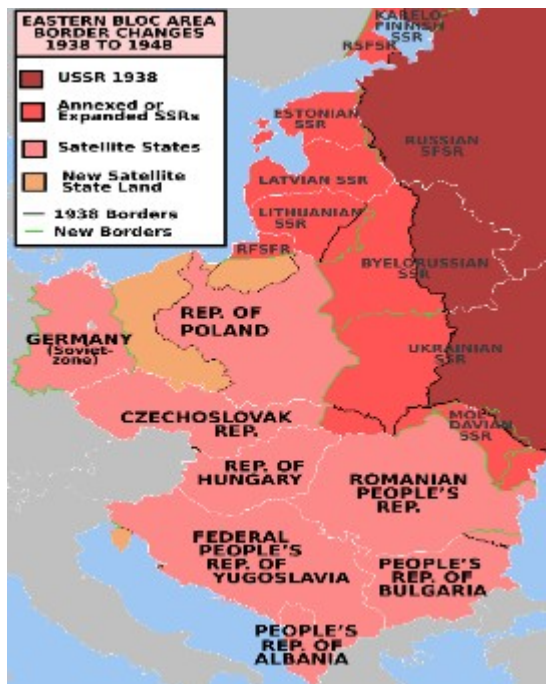 EASTERN BLOC AREA
BORDER CHANGES
1938 TO 1948
USSR 1938
Annexed or
Expanded SSRs
Satellite States
New Satellite
State Land
1938 Borders
New Borders
KARELO
FINNISH
SSR
RSFSR
ESTONIAN
SSR
RUSSIAN
SFSR
LATVIAN SSR
LITHUANIAN
SSR
RFSFR
BYELORUSSIAN
SSR
REP. OF
POLAND
GERMANY
(Soviet-
zone)
UKRAINIAN
SSR
CZECHOSLOVAK
REP.
MOL-
DAVIAN
SSR
REP. OF
HUNGARY
ROMANIAN
PEOPLE'S
REP.
FEDERAL
PEOPLE'S
REP. OF
YUGOSLAVIA
PEOPLE'S
REP. OF
BULGARIA
PEOPLE'S
REP. OF
ALBANIA